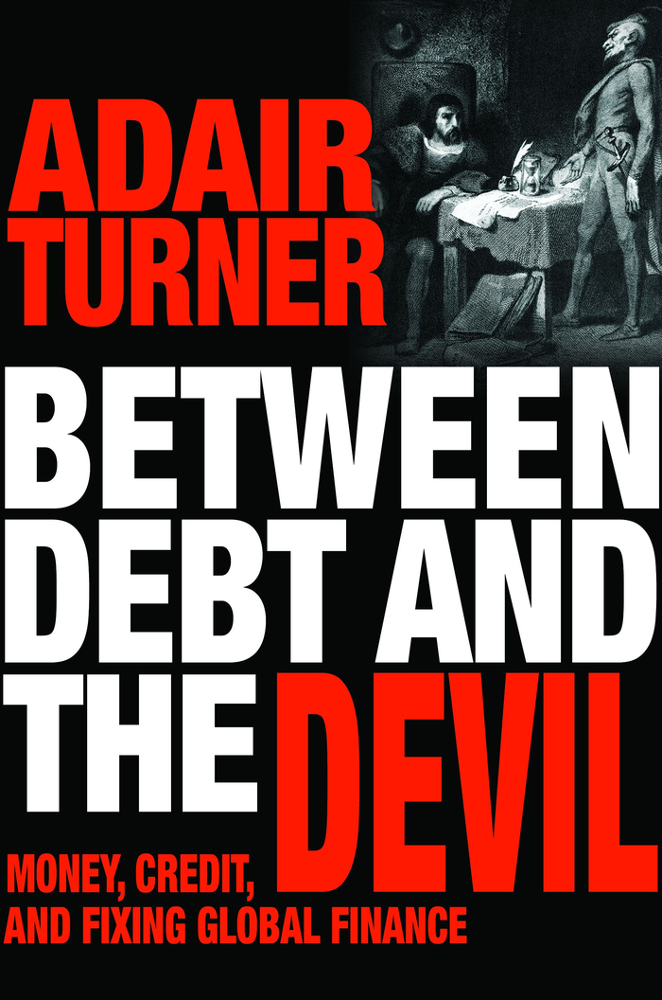 ADAIR
TURNER
BETWEEN
DEBT AND
THE DEVIL
MONEY, CREDIT,
AND FIXING GLOBAL FINANCE